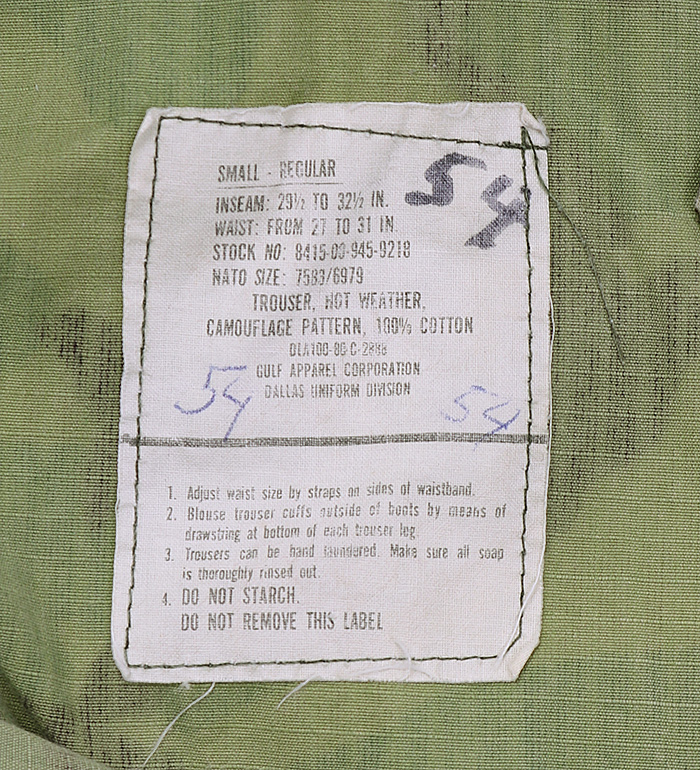 SMALL - REGULAR
54
INSEAM: 29½ TO 32½ IN.
WAIST: FROM 27 TO 31 IN.
STOCK NO: 8415-00-945-9218
NATO SIZE: 7583/6979
TROUSER, HOT WEATHER,
CAMOUFLAGE PATTERN, 100% COTTON
GULF APPAREL CORPORATION
DALLAS UNIFORM DIVISION
54
54
1. Adjust waist size by straps on sides of waistband.
2. Blouse trouser cuffs outside of boots by means of
drawstring at bottom of each trouser leg.
3. Trousers can be hand laundered. Make sure all soap
is thoroughly rinsed out.
4. DO NOT STARCH.
DO NOT REMOVE THIS LABEL